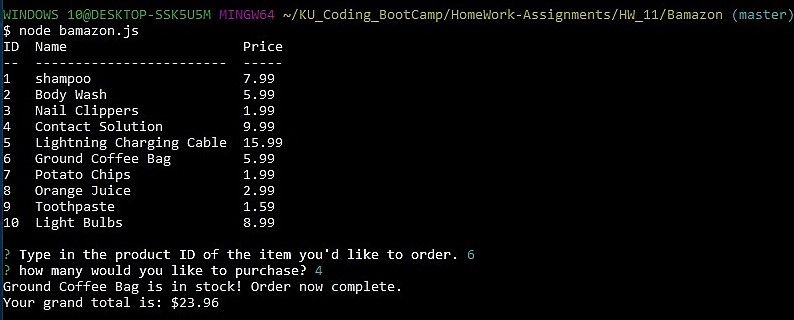 WINDOWS 10@DESKTOP-SSK5U5M MINGW64 ~/KU_Coding_BootCamp/HomeWork-Assignments/HW_11/Bamazon (master)
$ node bamazon.js
ID  Name                      Price
--  ------------------------  -----
1   shampoo                   7.99
2   Body Wash                 5.99
3   Nail Clippers             1.99
4   Contact Solution          9.99
5   Lightning Charging Cable  15.99
6   Ground Coffee Bag         5.99
7   Potato Chips              1.99
8   Orange Juice              2.99
9   Toothpaste                1.59
10  Light Bulbs               8.99
? Type in the product ID of the item you'd like to order. 6
? how many would you like to purchase? 4
Ground Coffee Bag is in stock! Order now complete.
Your grand total is: $23.96